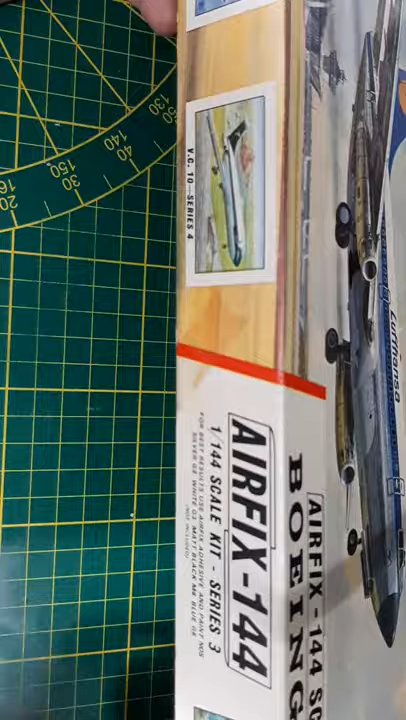 V.C. 10—SERIES 4
AIRFIX-144
1/144 SCALE KIT - SERIES 3
FOR BEST RESULTS USE AIRFIX ADHESIVE AND PAINT NOS
AIRFIX - 144 SC
BOEING
Lufthansa
130
140
150
16
40
30
20